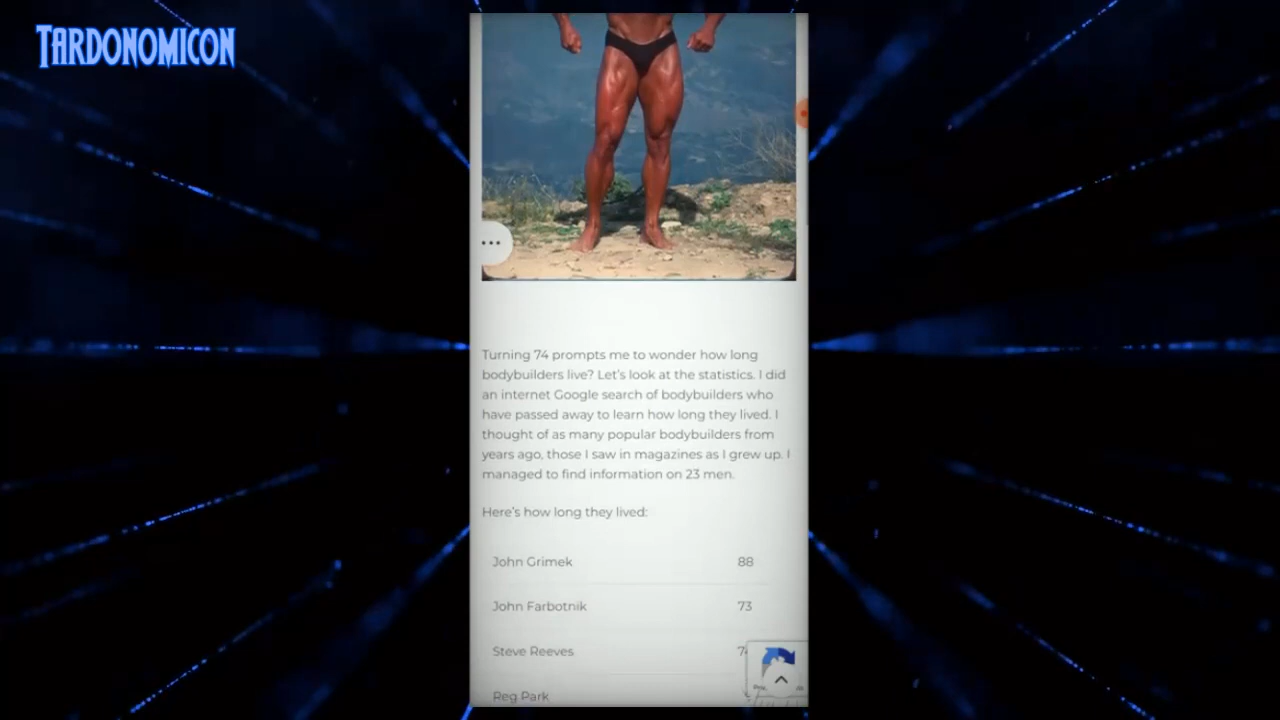 TARDONOMICON
Turning 74 prompts me to wonder how long
bodybuilders live? Let's look at the statistics. I did
an internet Google search of bodybuilders who
have passed away to learn how long they lived. I
thought of as many popular bodybuilders from
years ago, those I saw in magazines as I grew up. I
managed to find information on 23 men.
Here's how long they lived:
John Grimek 88
John Farbotnik 73
Steve Reeves
Reg Park